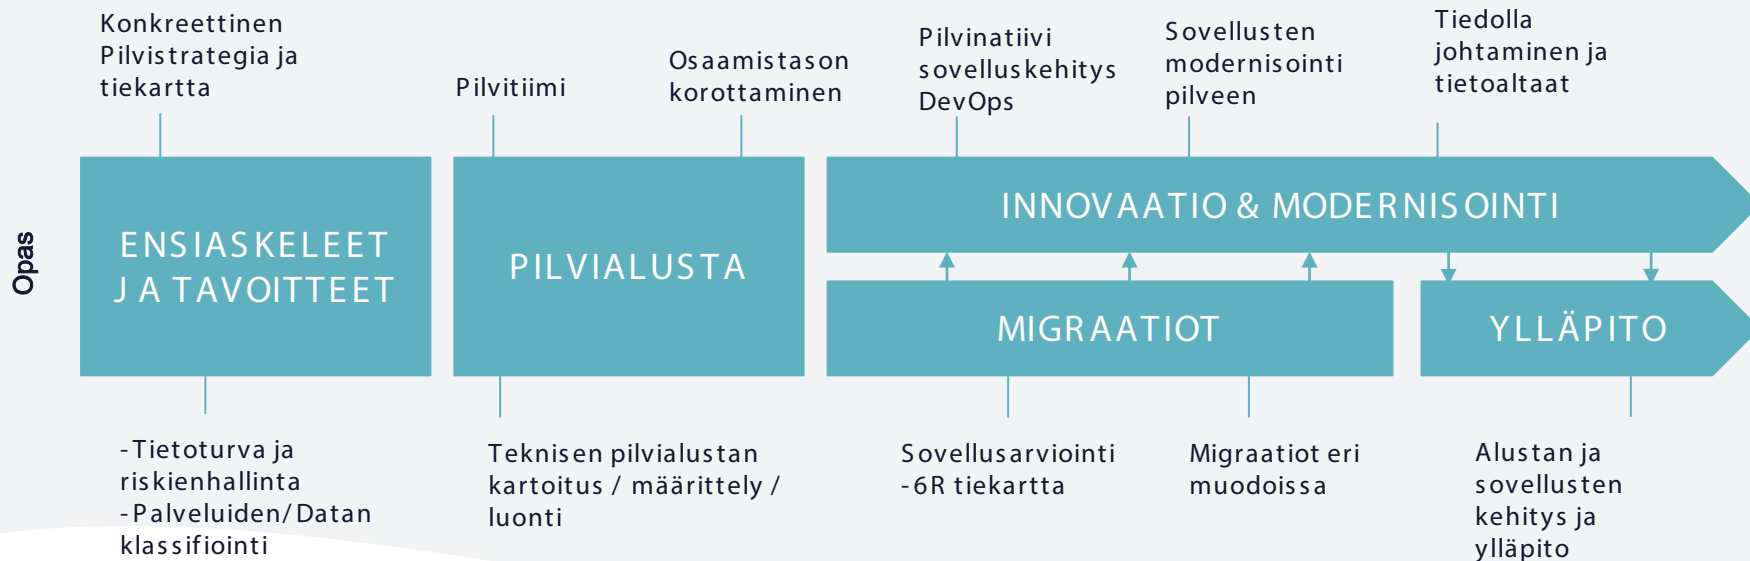 Konkreettinen
Pilvistrategia ja
tiekartta
Pilvitiimi
Osaamistason
korottaminen
Pilvinatiivi
sovelluskehitys
DevOps
Sovellusten
modernisointi
pilveen
Tiedolla
johtaminen ja
tietoaltaat
Opas
ENSIASKELEET
JA TAVOITTEET
PILVIALUSTA
INNOVAATIO & MODERNISOINTI
MIGRAATIOT
YLLÄPITO
-Tietoturva ja
riskienhallinta
-Palveluiden/Datan
klassifiointi
Teknisen pilvialustan
kartoitus / määrittely /
luonti
Sovellusarviointi
-6R tiekartta
Migraatiot eri
muodoissa
Alustan ja
sovellusten
kehitys ja
ylläpito